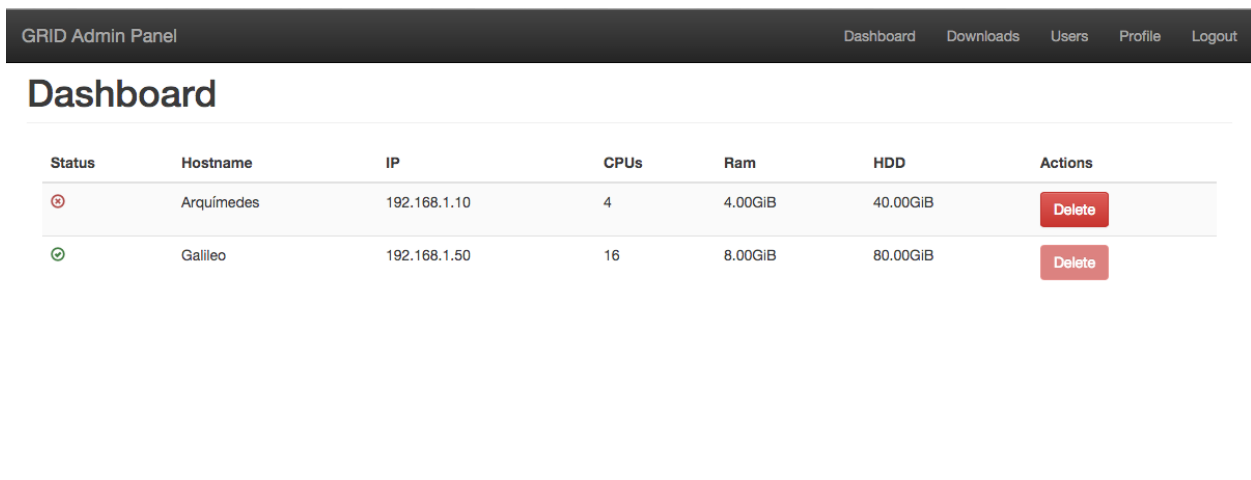 GRID Admin Panel Dashboard Downloads Users Profile Logout
Dashboard
Status Hostname IP CPUs Ram HDD Actions
Arquímedes 192.168.1.10 4 4.00GiB 40.00GiB Delete
Galileo 192.168.1.50 16 8.00GiB 80.00GiB Delete